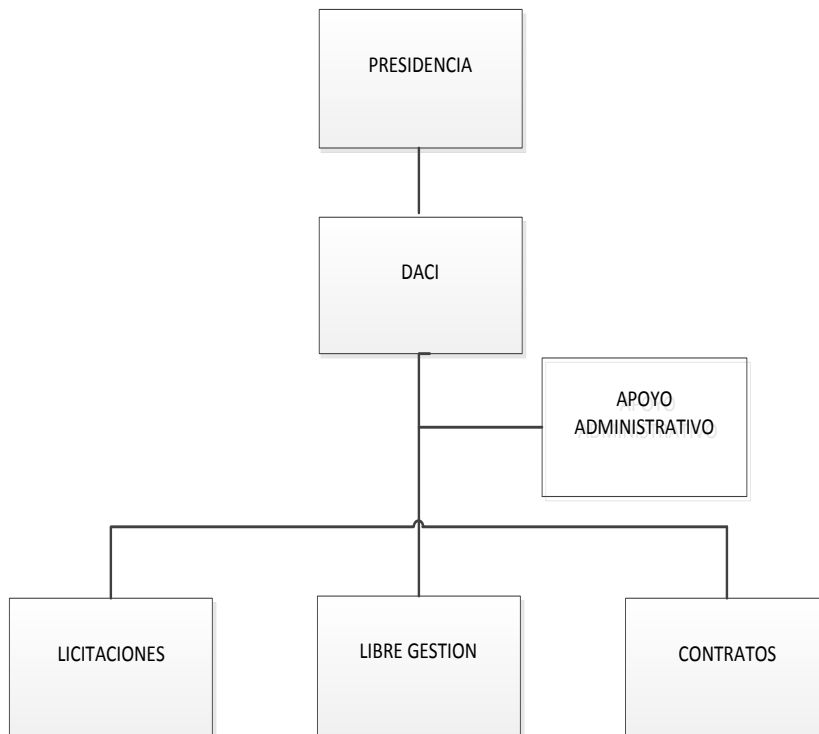 PRESIDENCIA
DACI
APOYO
ADMINISTRATIVO
LICITACIONES
LIBRE GESTION
CONTRATOS